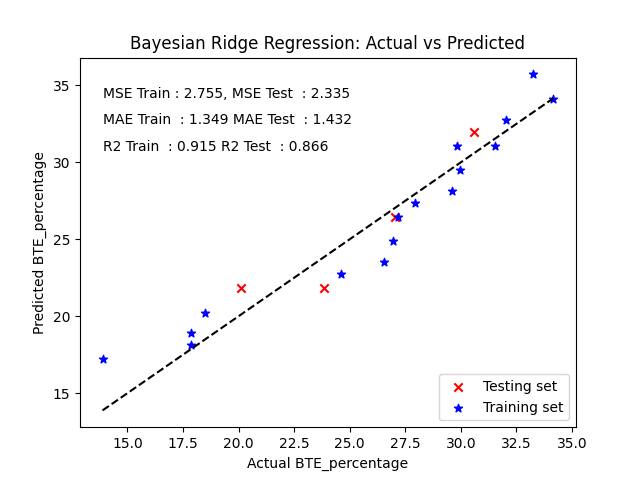 Bayesian Ridge Regression: Actual vs Predicted
MSE Train : 2.755, MSE Test  : 2.335
MAE Train  : 1.349 MAE Test  : 1.432
R2 Train  : 0.915 R2 Test  : 0.866
Predicted BTE_percentage
35
30
25
20
15
Testing set
Training set
15.0 17.5 20.0 22.5 25.0 27.5 30.0 32.5 35.0
Actual BTE_percentage